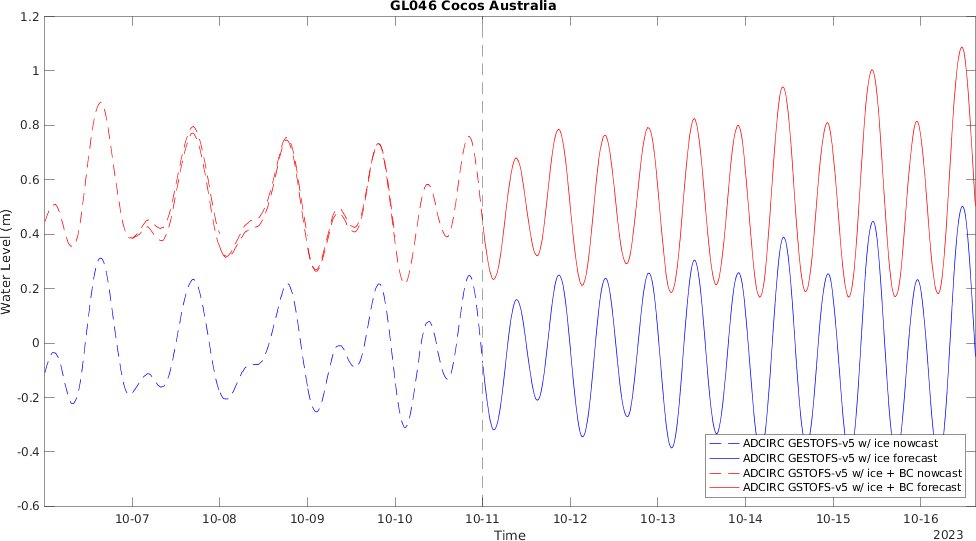 GL046 Cocos Australia
Water Level (m)
1.2
1
0.8
0.6
0.4
0.2
0
-0.2
-0.4
-0.6
ADCIRC GESTOFS-v5 w/ ice nowcast
ADCIRC GESTOFS-v5 w/ ice forecast
ADCIRC GSTOFS-v5 w/ ice + BC nowcast
ADCIRC GSTOFS-v5 w/ ice + BC forecast
10-07 10-08 10-09 10-10 10-11 10-12 10-13 10-14 10-15 10-16
Time
2023